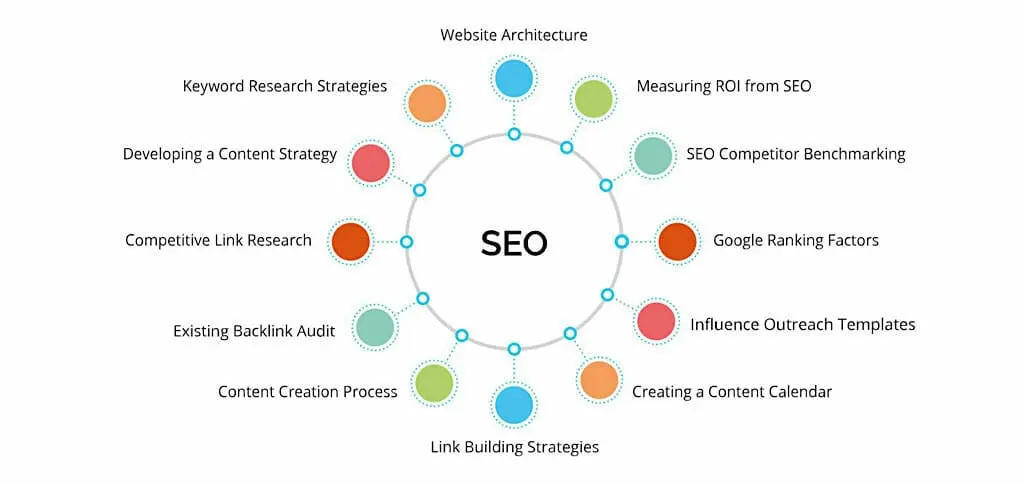 Website Architecture
Keyword Research Strategies
Measuring ROI from SEO
Developing a Content Strategy
SEO Competitor Benchmarking
Competitive Link Research
SEO
Google Ranking Factors
Existing Backlink Audit
Influence Outreach Templates
Content Creation Process
Creating a Content Calendar
Link Building Strategies